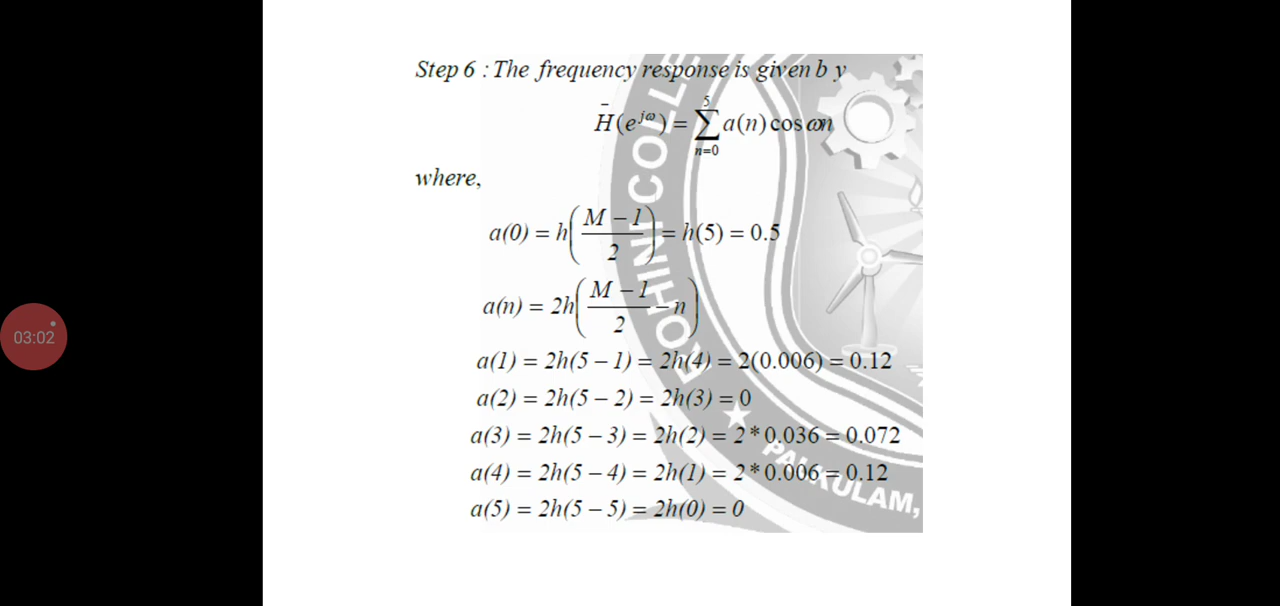 Step 6 : The frequency response is given b y
H̄(e^{jω}) = ∑_{n=0}^{5} a(n) cos ωn
where,
a(0) = h((M − 1)/2) = h(5) = 0.5
a(n) = 2h((M − 1)/2 − n)
a(1) = 2h(5 − 1) = 2h(4) = 2(0.006) = 0.12
a(2) = 2h(5 − 2) = 2h(3) = 0
a(3) = 2h(5 − 3) = 2h(2) = 2 * 0.036 = 0.072
a(4) = 2h(5 − 4) = 2h(1) = 2 * 0.006 = 0.12
a(5) = 2h(5 − 5) = 2h(0) = 0
03:02
ROHINI COLLE
PALKULAM,